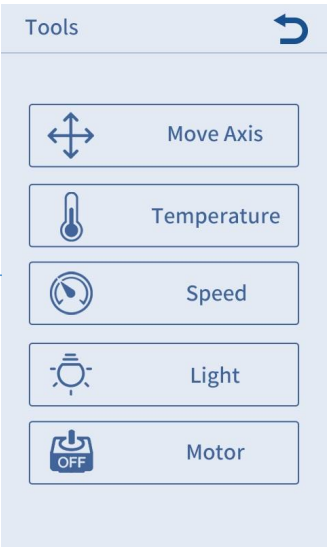 Tools
Move Axis
Temperature
Speed
Light
OFF
Motor